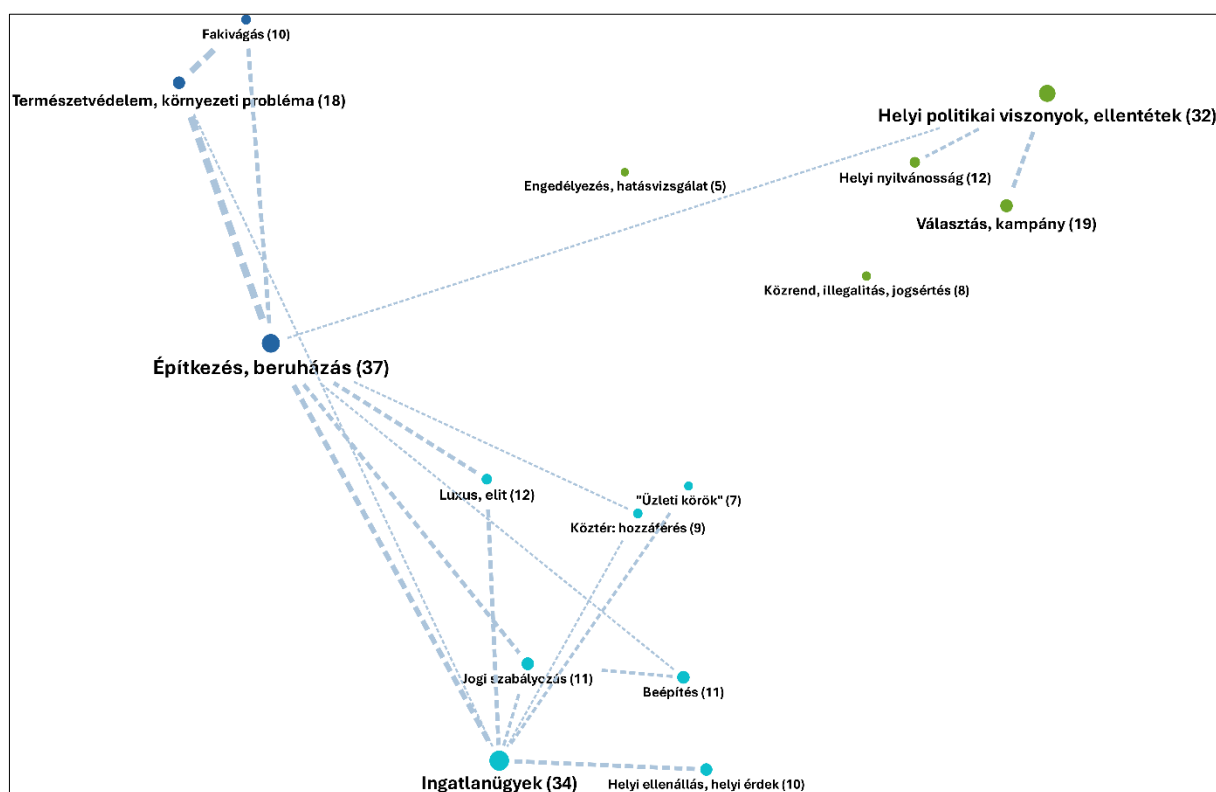 Fakivágás (10)
Természetvédelem, környezeti probléma (18)
Helyi politikai viszonyok, ellentétek (32)
Helyi nyilvánosság (12)
Engedélyezés, hatásvizsgálat (5)
Választás, kampány (19)
Közrend, illegalitás, jogsértés (8)
Építkezés, beruházás (37)
Luxus, elit (12)
"Üzleti körök" (7)
Köztér: hozzáférés (9)
Jogi szabályozás (11)
Beépítés (11)
Ingatlanügyek (34)
Helyi ellenállás, helyi érdek (10)